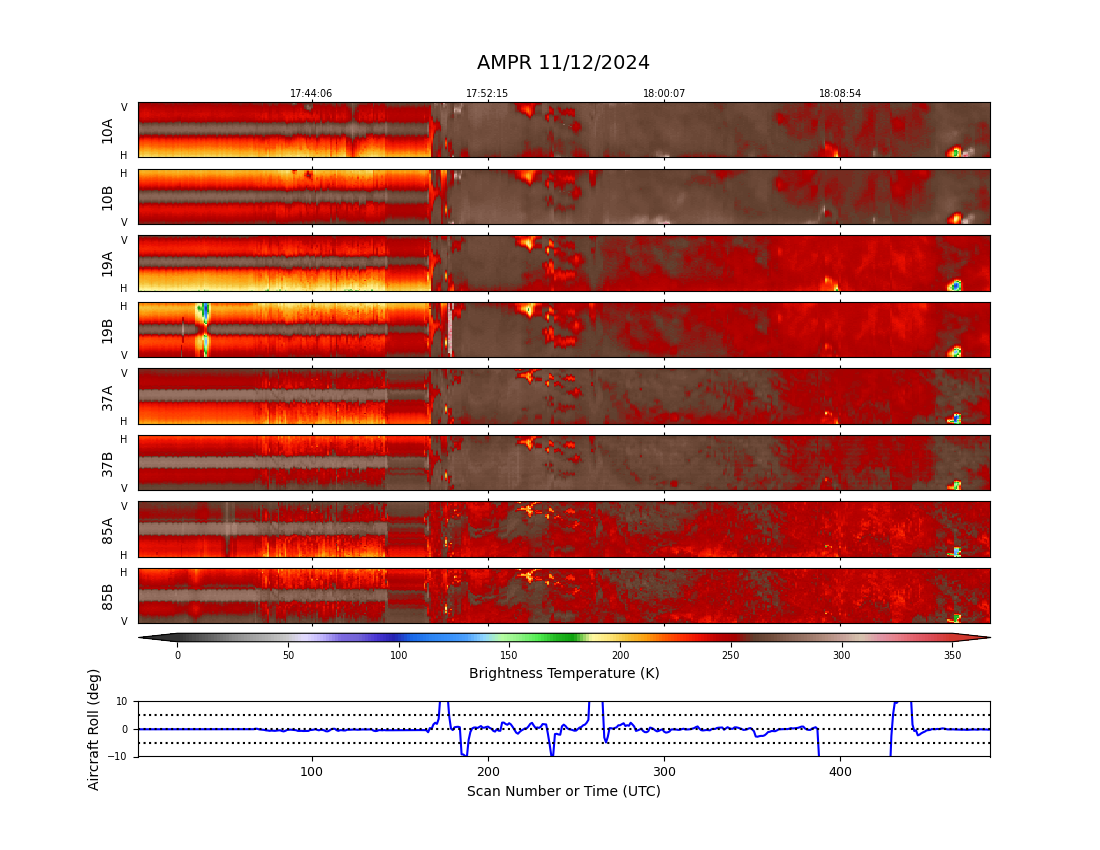 AMPR 11/12/2024
17:44:06 17:52:15 18:00:07 18:08:54
V
10A
H
H
10B
V
V
19A
H
H
19B
V
V
37A
H
H
37B
V
V
85A
H
H
85B
V
0 50 100 150 200 250 300 350
Brightness Temperature (K)
Aircraft Roll (deg)
10
0
−10
100 200 300 400
Scan Number or Time (UTC)